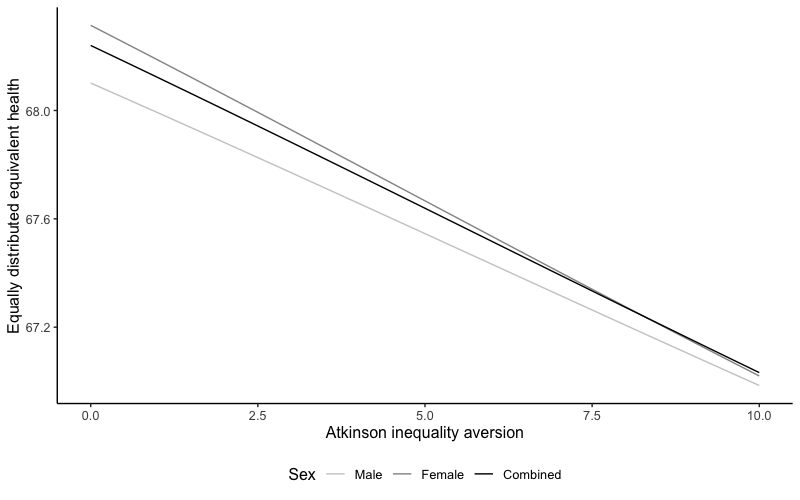 Equally distributed equivalent health
68.0
67.6
67.2
0.0 2.5 5.0 7.5 10.0
Atkinson inequality aversion
Sex Male Female Combined